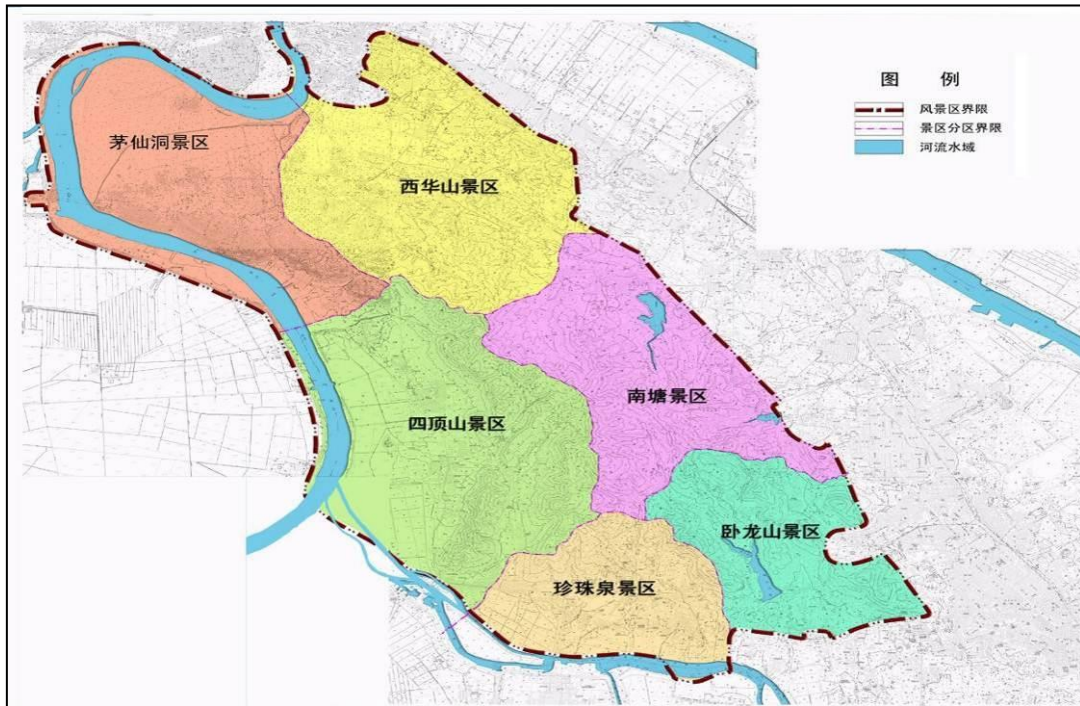 图 例
风景区界限
景区分区界限
河流水域
茅仙洞景区
西华山景区
南塘景区
四顶山景区
卧龙山景区
珍珠泉景区